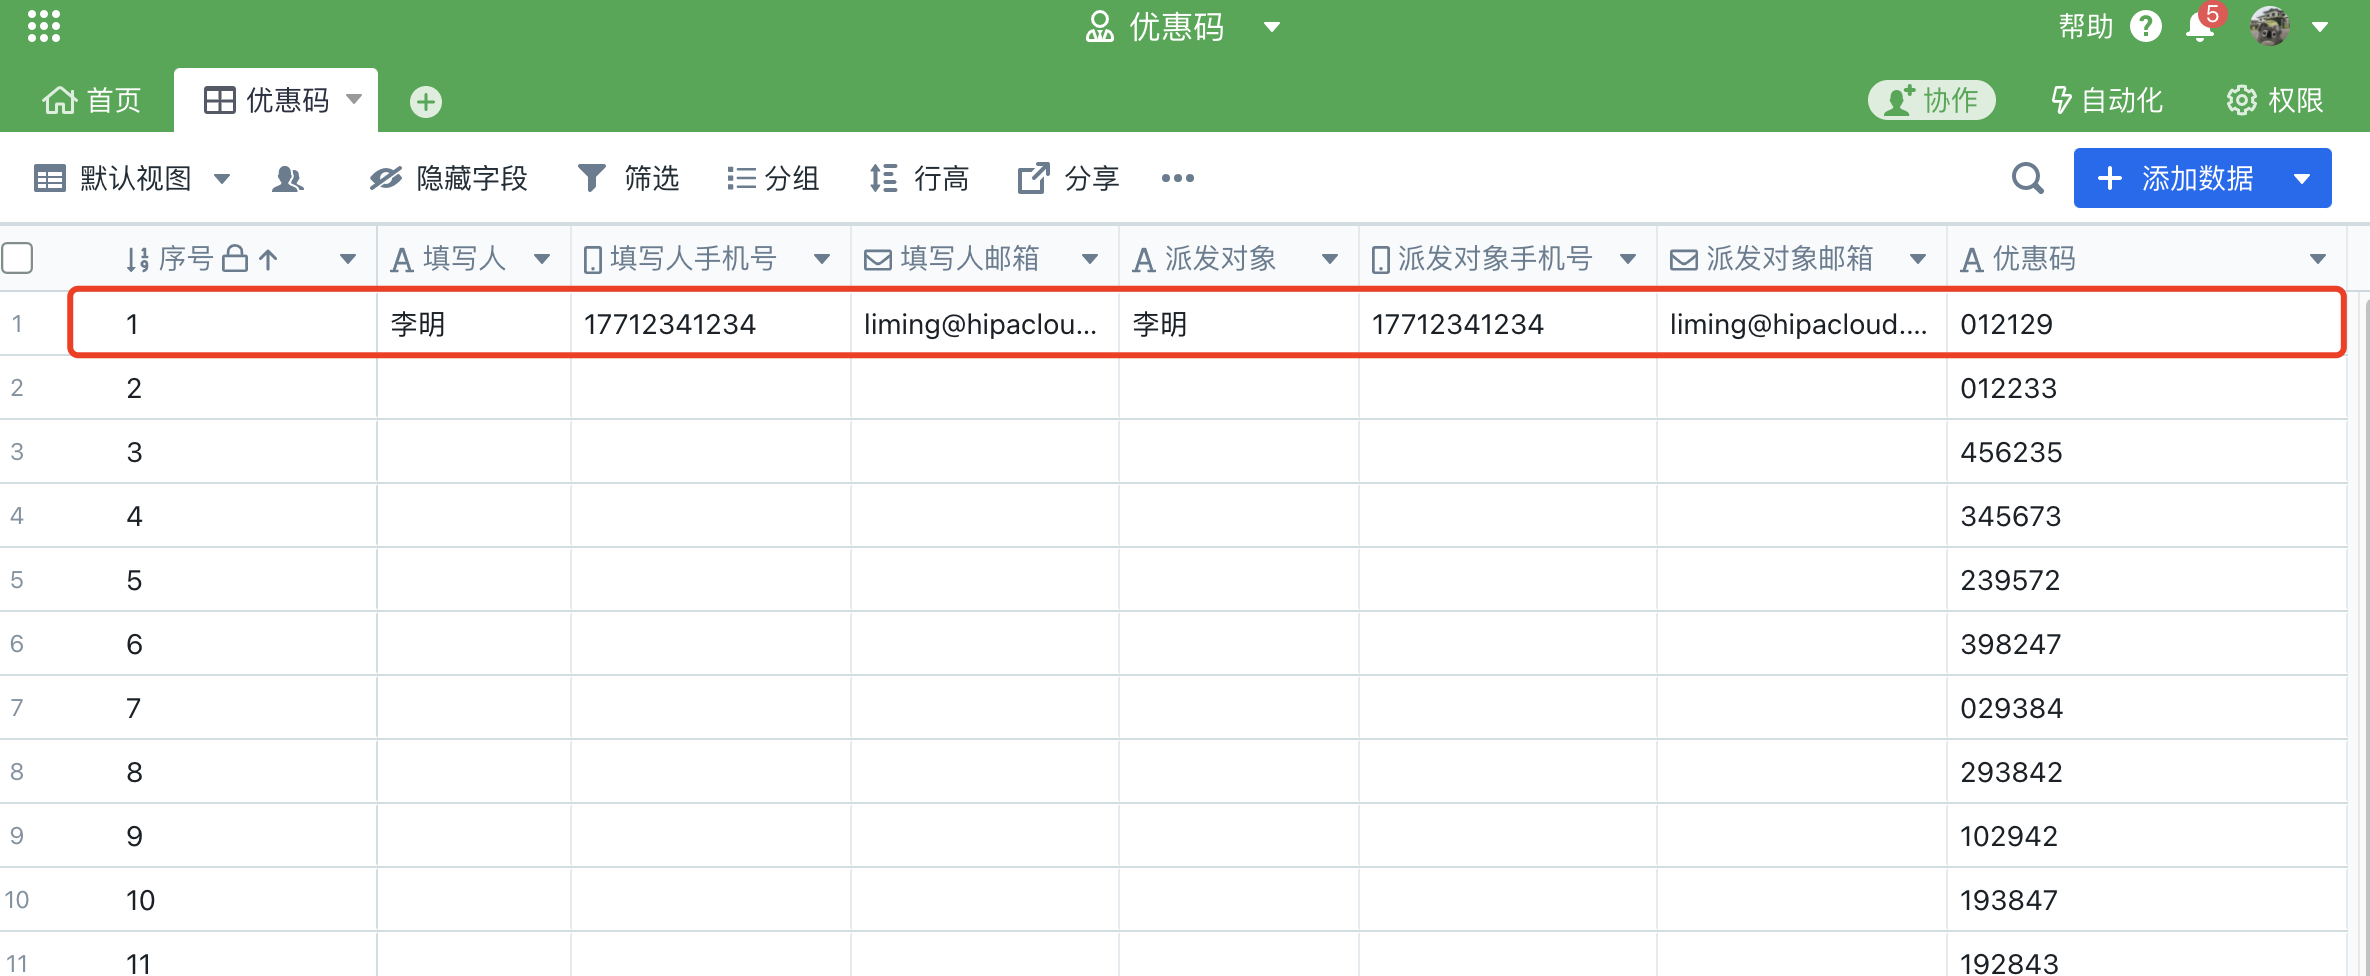 优惠码
帮助 ? 5
首页 优惠码 协作 自动化 权限
默认视图 隐藏字段 筛选 分组 行高 分享 添加数据
序号 填写人 填写人手机号 填写人邮箱 派发对象 派发对象手机号 派发对象邮箱 优惠码
1 1 李明 17712341234 liming@hipaclou... 李明 17712341234 liming@hipacloud.... 012129
2 2 012233
3 3 456235
4 4 345673
5 5 239572
6 6 398247
7 7 029384
8 8 293842
9 9 102942
10 10 193847
11 11 192843